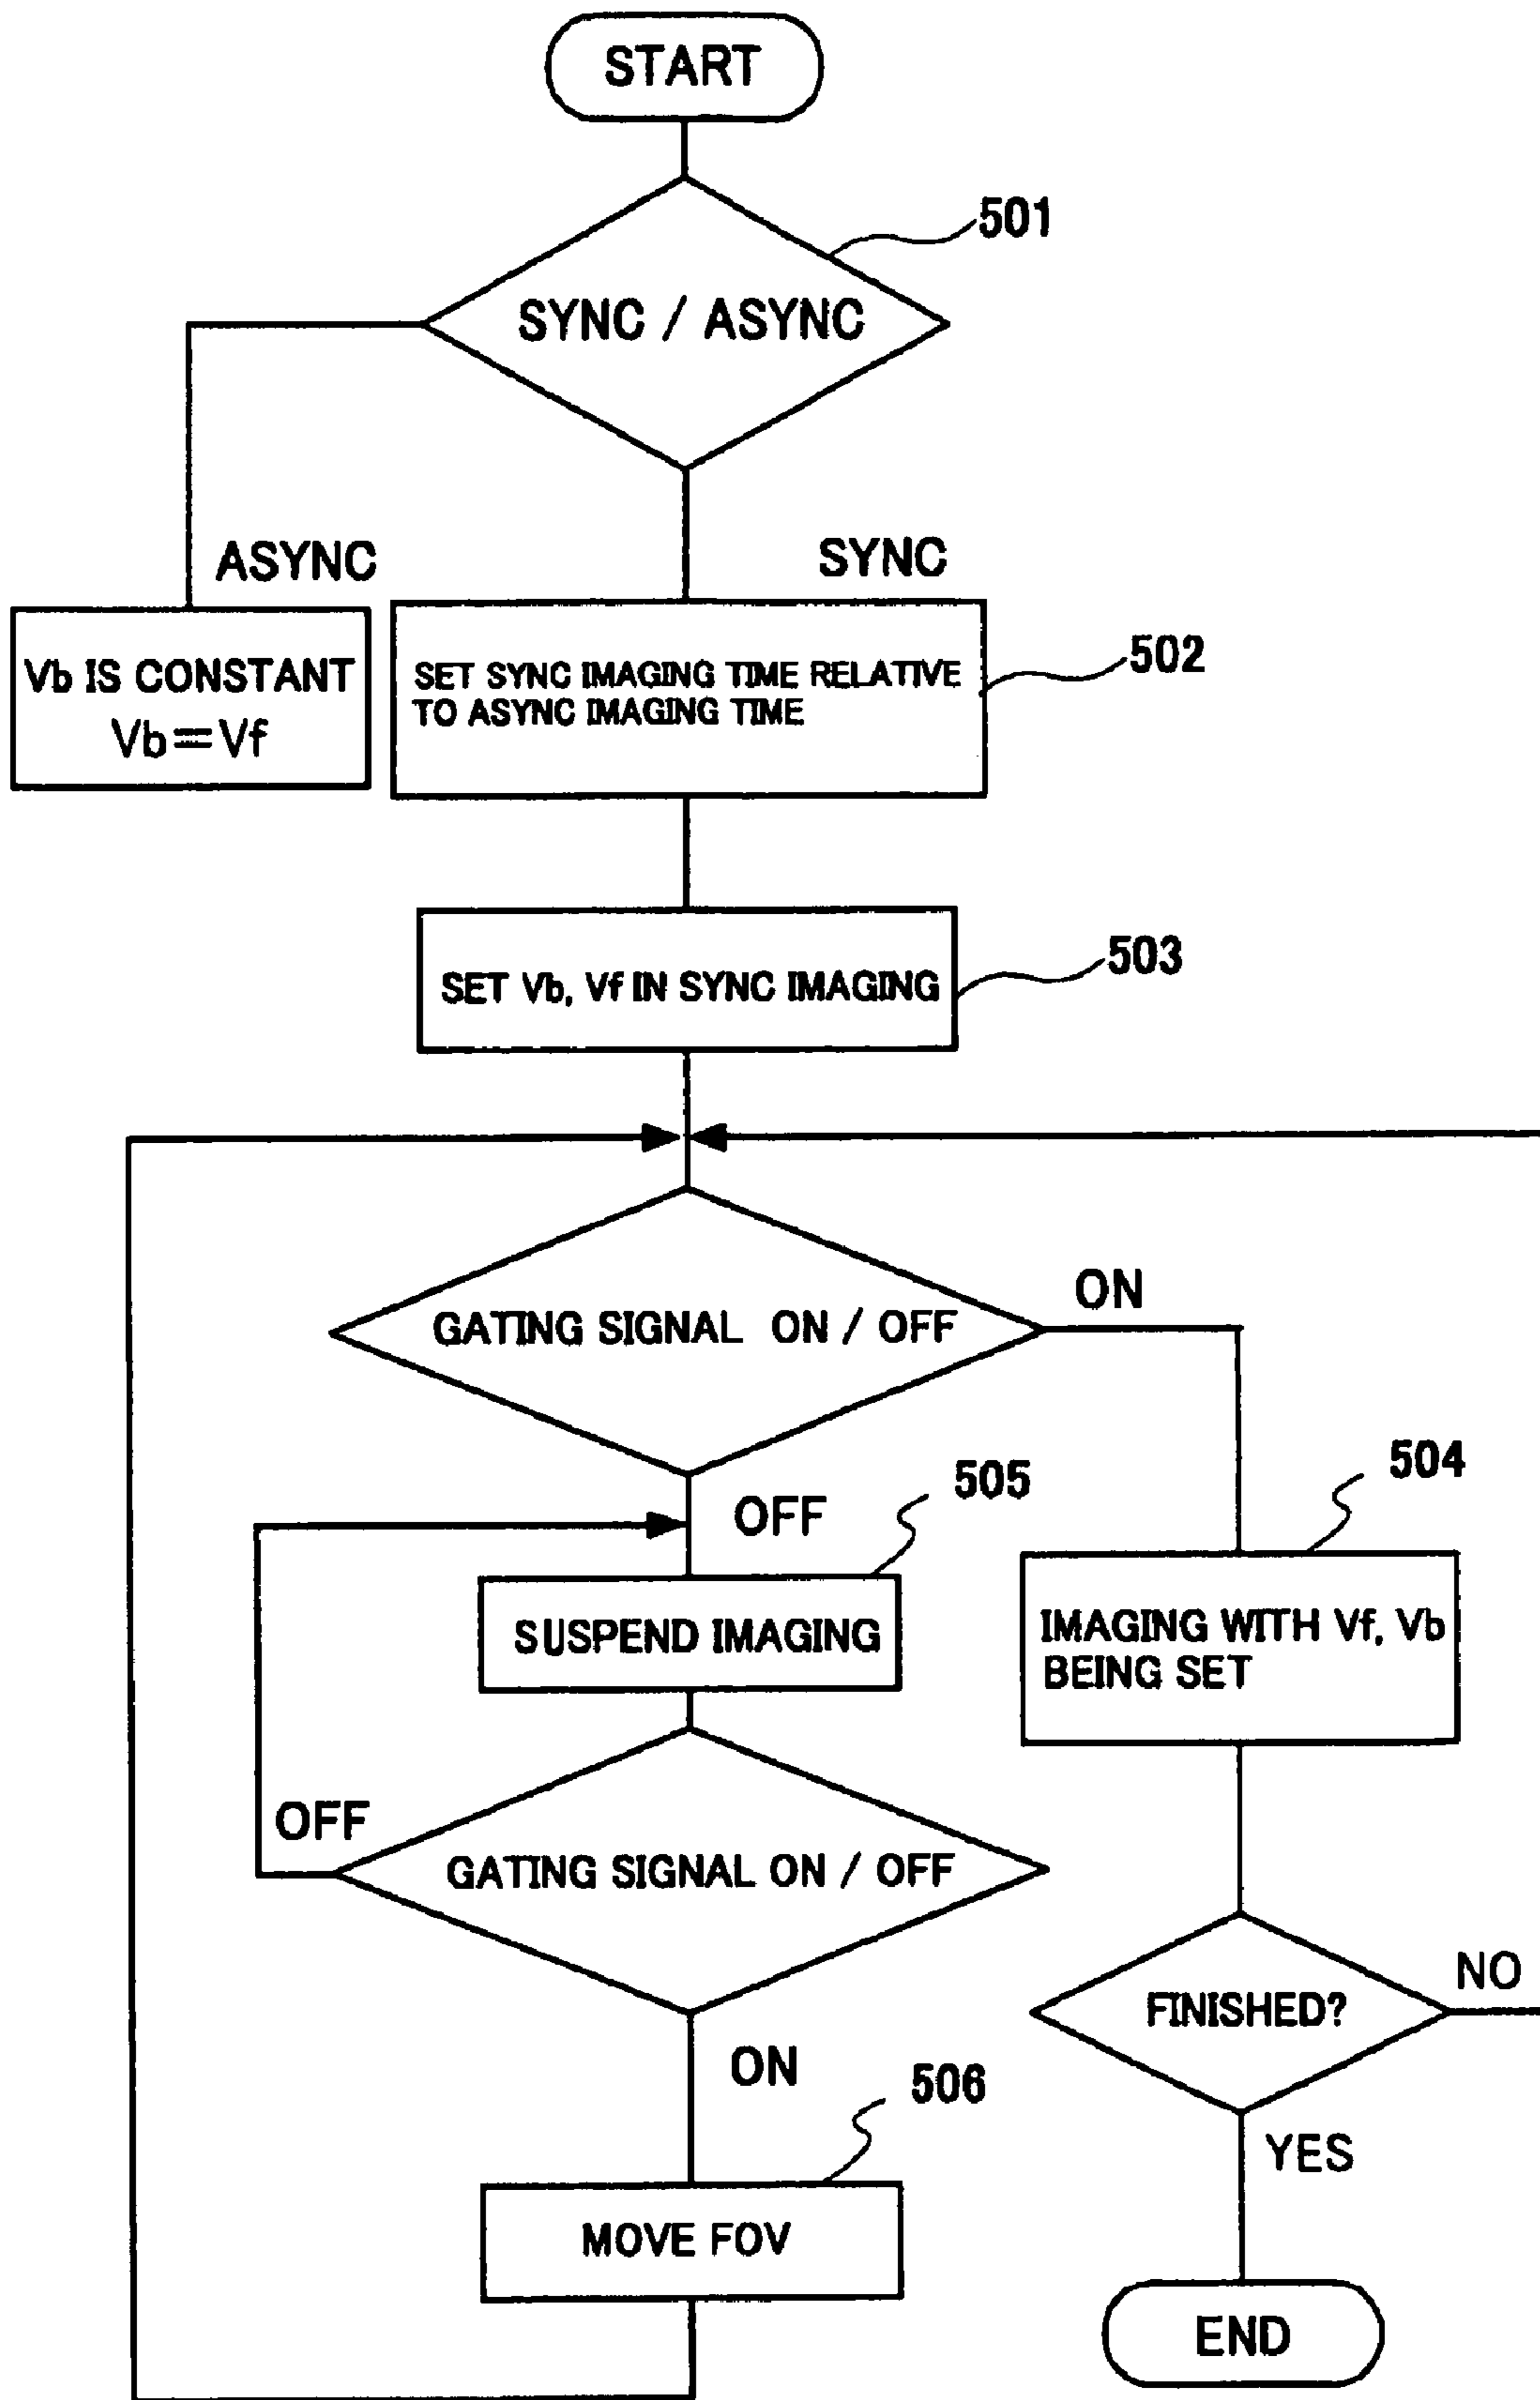 START
501
SYNC / ASYNC
ASYNC
SYNC
Vb IS CONSTANT
Vb=Vf
SET SYNC IMAGING TIME RELATIVE
TO ASYNC IMAGING TIME
502
SET Vb, Vf IN SYNC IMAGING
503
GATING SIGNAL ON / OFF
ON
OFF
505
504
SUSPEND IMAGING
IMAGING WITH Vf, Vb
BEING SET
OFF
GATING SIGNAL ON / OFF
FINISHED?
NO
ON
506
YES
MOVE FOV
END